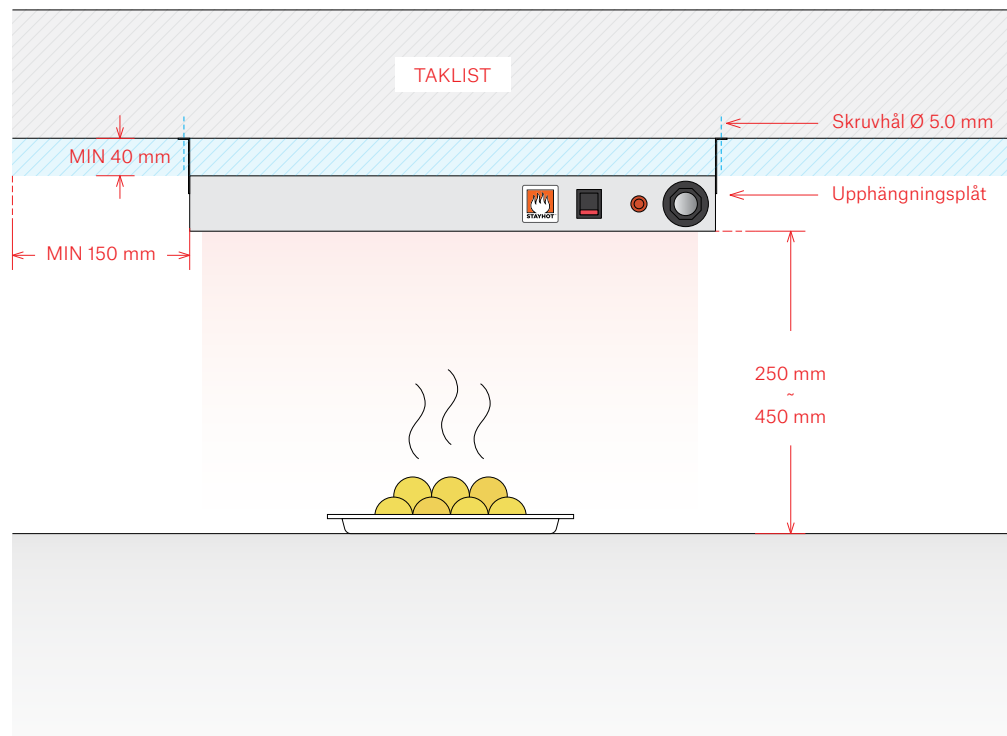 TAKLIST
Skruvhål Ø 5.0 mm
MIN 40 mm
Upphängningsplåt
STAYHOT
MIN 150 mm
250 mm
~
450 mm